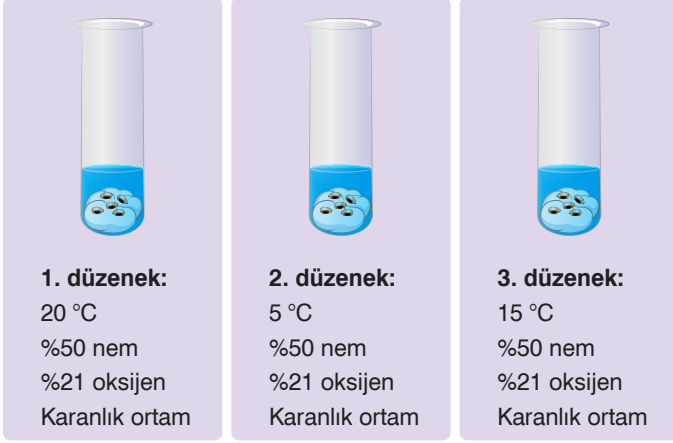 1. düzenek:
20 °C
%50 nem
%21 oksijen
Karanlık ortam
2. düzenek:
5 °C
%50 nem
%21 oksijen
Karanlık ortam
3. düzenek:
15 °C
%50 nem
%21 oksijen
Karanlık ortam